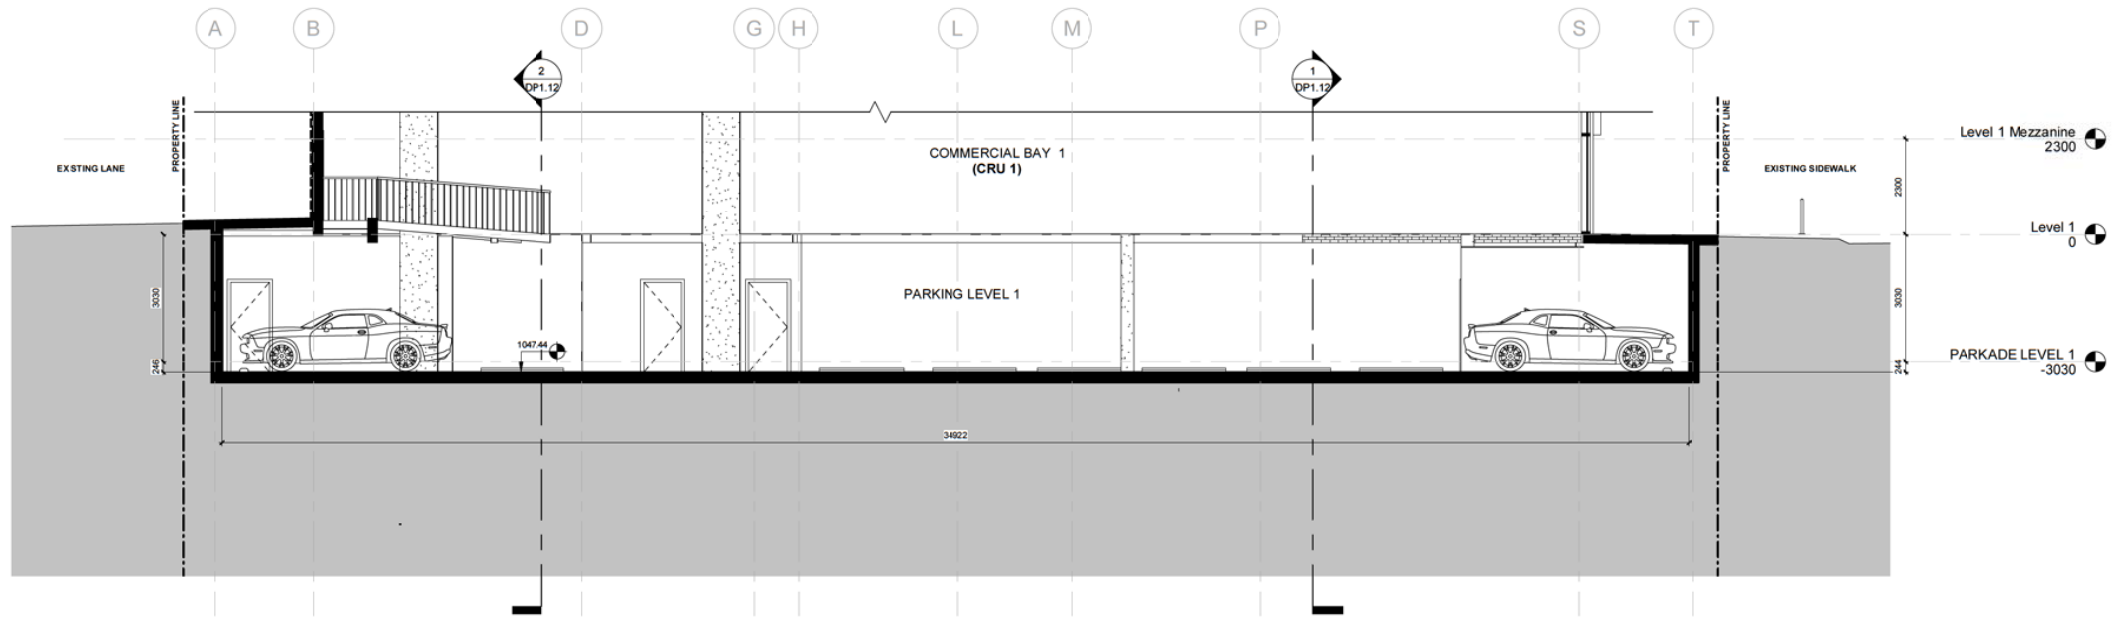 A
B
D
G
H
L
M
P
S
T
2
DP1.12
1
DP1.12
PROPERTY LINE
PROPERTY LINE
Level 1 Mezzanine
2300
COMMERCIAL BAY 1
(CRU 1)
EXISTING LANE
EXISTING SIDEWALK
2300
Level 1
0
3030
PARKING LEVEL 1
3030
1047.44
PARKADE LEVEL 1
-3030
246
244
34922